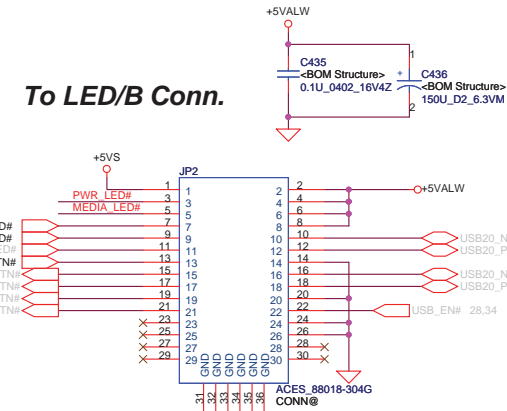 +5VALW
C435
<BOM Structure>
0.1U_0402_16V4Z
1
+
C436
<BOM Structure>
150U_D2_6.3VM
2
To LED/B Conn.
+5VS
JP2
1 1 2 2 +5VALW
PWR_LED# 3 3 4 4
MEDIA_LED# 5 5 6 6
7 7 8 8
9 9 10 10
11 11 12 12
13 13 14 14
15 15 16 16
17 17 18 18
19 19 20 20
21 21 22 22 USB_EN# 28,34
23 23 24 24
25 25 26 26
27 27 28 28
29 29 30 30
GND GND GND GND GND GND
31 32 33 34 35 36
ACES_88018-304G
CONN@